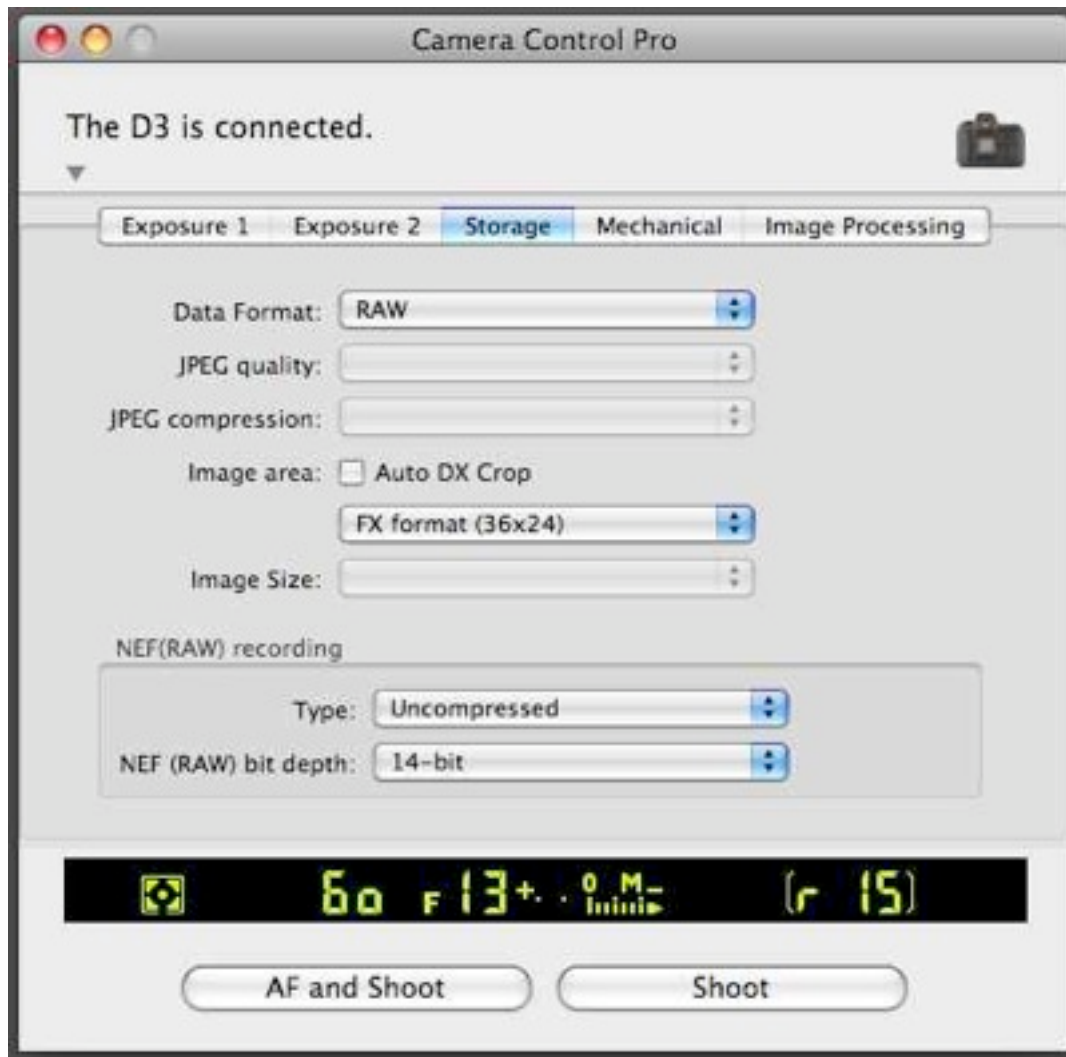 Camera Control Pro
The D3 is connected.
Exposure 1 Exposure 2 Storage Mechanical Image Processing
Data Format: RAW
JPEG quality:
JPEG compression:
Image area: Auto DX Crop
FX format (36x24)
Image Size:
NEF(RAW) recording
Type: Uncompressed
NEF (RAW) bit depth: 14-bit
60 F13 + 0 M - (r 15)
AF and Shoot Shoot